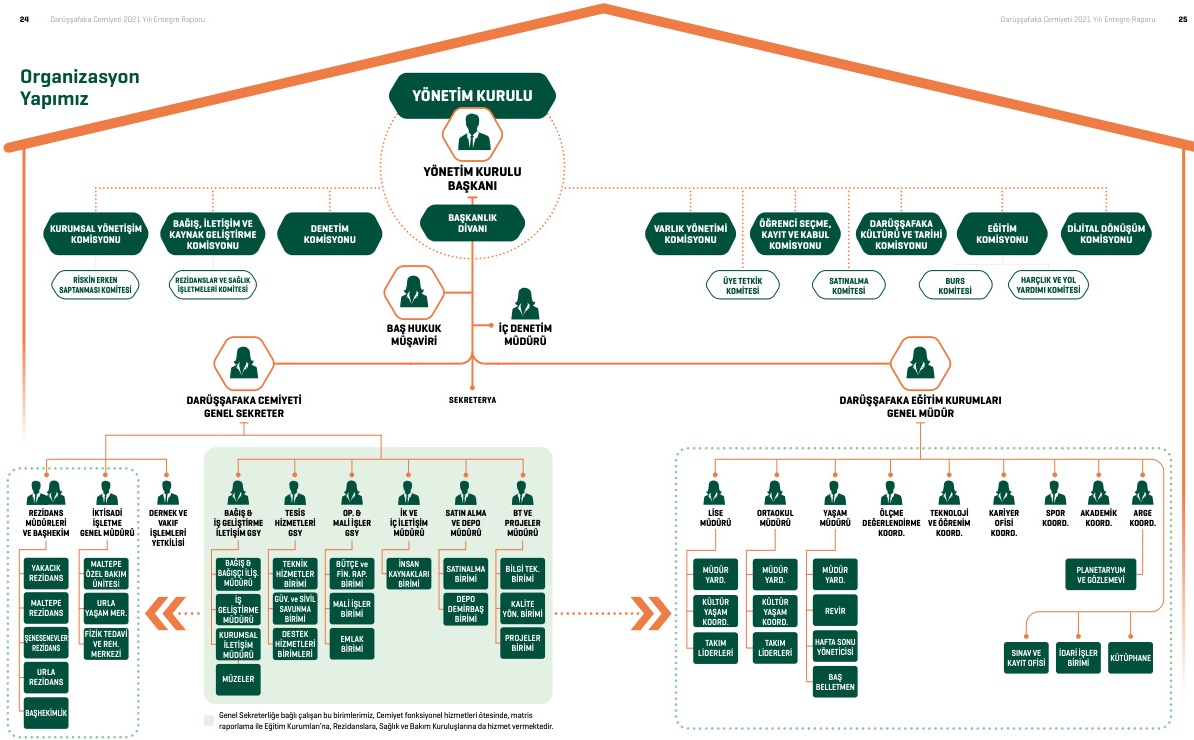 24
Darüşşafaka Cemiyeti 2021 Yılı Entegre Raporu
Darüşşafaka Cemiyeti 2021 Yılı Entegre Raporu
25
Organizasyon
Yapımız
YÖNETİM KURULU
YÖNETİM KURULU
BAŞKANI
BAŞKANLIK
DİVANI
KURUMSAL YÖNETİŞİM
KOMİSYONU
BAĞIŞ, İLETİŞİM VE
KAYNAK GELİŞTİRME
KOMİSYONU
DENETİM
KOMİSYONU
VARLIK YÖNETİMİ
KOMİSYONU
ÖĞRENCİ SEÇME,
KAYIT VE KABUL
KOMİSYONU
DARÜŞŞAFAKA
KÜLTÜRÜ VE TARİHİ
KOMİSYONU
EĞİTİM
KOMİSYONU
DİJİTAL DÖNÜŞÜM
KOMİSYONU
RİSKİN ERKEN
SAPTANMASI KOMİTESİ
REZİDANSLAR VE SAĞLIK
İŞLETMELERİ KOMİTESİ
ÜYE TETKİK
KOMİTESİ
SATINALMA
KOMİTESİ
BURS
KOMİTESİ
HARÇLIK VE YOL
YARDIMI KOMİTESİ
BAŞ HUKUK
MÜŞAVİRİ
İÇ DENETİM
MÜDÜRÜ
DARÜŞŞAFAKA CEMİYETİ
GENEL SEKRETER
SEKRETERYA
DARÜŞŞAFAKA EĞİTİM KURUMLARI
GENEL MÜDÜR
REZİDANS
MÜDÜRLERİ
VE BAŞHEKİM
İKTİSADİ
İŞLETME
GENEL MÜDÜRÜ
DERNEK VE
VAKIF
İŞLEMLERİ
YETKİLİSİ
BAĞIŞ &
İŞ GELİŞTİRME
İLETİŞİM GSY
TESİS
HİZMETLERİ
GSY
OP. &
MALİ İŞLER
GSY
İK VE
İÇ İLETİŞİM
MÜDÜRÜ
SATIN ALMA
VE DEPO
MÜDÜRÜ
BT VE
PROJELER
MÜDÜRÜ
LİSE
MÜDÜRÜ
ORTAOKUL
MÜDÜRÜ
YAŞAM
MÜDÜRÜ
ÖLÇME
DEĞERLENDİRME
KOORD.
TEKNOLOJİ
VE ÖĞRENİM
KOORD.
KARİYER
OFİSİ
KOORD.
SPOR
KOORD.
AKADEMİK
KOORD.
ARGE
KOORD.
YAKACIK
REZİDANS
MALTEPE
REZİDANS
ŞENESENEVLER
REZİDANS
URLA
REZİDANS
BAŞHEKİMLİK
MALTEPE
ÖZEL BAKIM
ÜNİTESİ
URLA
YAŞAM MER.
FİZİK TEDAVİ
VE REH.
MERKEZİ
BAĞIŞ &
BAĞIŞÇI İLİŞ.
MÜDÜRÜ
İŞ
GELİŞTİRME
MÜDÜRÜ
KURUMSAL
İLETİŞİM
MÜDÜRÜ
MÜZELER
TEKNİK
HİZMETLER
BİRİMİ
GÜV. ve SİVİL
SAVUNMA
BİRİMİ
DESTEK
HİZMETLERİ
BİRİMLERİ
BÜTÇE ve
FİN. RAP.
BİRİMİ
MALİ İŞLER
BİRİMİ
EMLAK
BİRİMİ
İNSAN
KAYNAKLARI
BİRİMİ
SATINALMA
BİRİMİ
DEPO
DEMİRBAŞ
BİRİMİ
BİLGİ TEK.
BİRİMİ
KALİTE
YÖN. BİRİMİ
PROJELER
BİRİMİ
MÜDÜR
YARD.
KÜLTÜR
YAŞAM
KOORD.
TAKIM
LİDERLERİ
MÜDÜR
YARD.
KÜLTÜR
YAŞAM
KOORD.
TAKIM
LİDERLERİ
MÜDÜR
YARD.
REVİR
HAFTA SONU
YÖNETİCİSİ
BAŞ
BELLETMEN
PLANETARYUM
VE GÖZLEMEVİ
SINAV ve
KAYIT OFİSİ
İDARİ İŞLER
BİRİMİ
KÜTÜPHANE
Genel Sekreterliğe bağlı çalışan bu birimlerimiz, Cemiyet fonksiyonel hizmetleri ötesinde, matris
raporlama ile Eğitim Kurumları'na, Rezidanslara, Sağlık ve Bakım Kuruluşlarına da hizmet vermektedir.